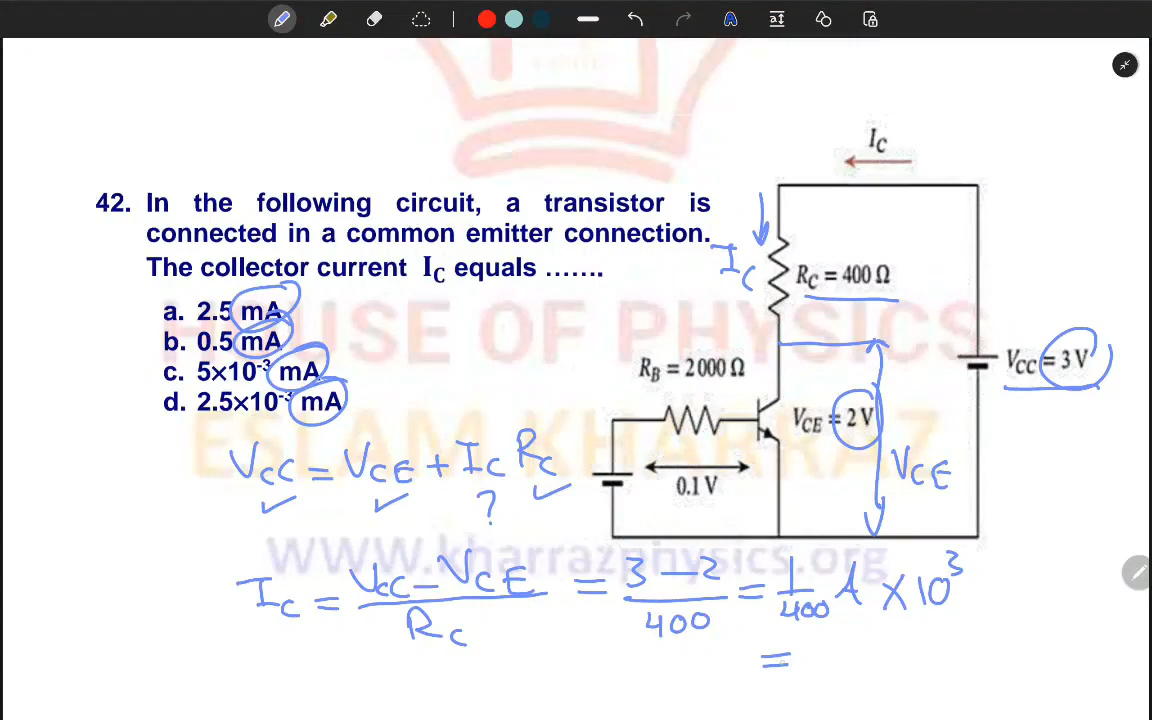 42. In the following circuit, a transistor is
connected in a common emitter connection.
The collector current I_C equals …….
a. 2.5 mA
b. 0.5 mA
c. 5×10⁻³ mA
d. 2.5×10⁻³ mA
I_C
I_C
R_C = 400 Ω
R_B = 2000 Ω
V_CC = 3 V
V_CE = 2 V
0.1 V
V_CE
HOUSE OF PHYSICS
ESLAM KHARRAZ
www.kharrazphysics.org
V_CC = V_CE + I_C R_C
?
I_C = (V_CC − V_CE)/R_C = (3 − 2)/400 = 1/400 A × 10³
=